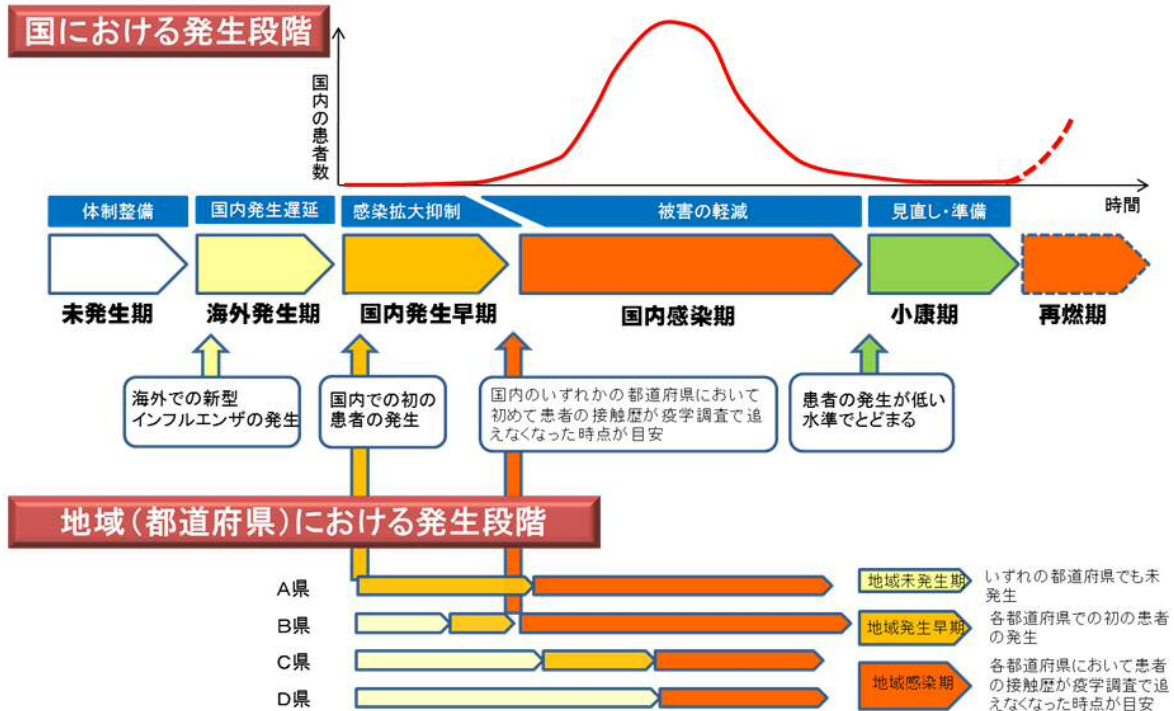 国における発生段階
国内の患者数
時間
体制整備
国内発生遅延
感染拡大抑制
被害の軽減
見直し・準備
未発生期
海外発生期
国内発生早期
国内感染期
小康期
再燃期
海外での新型
インフルエンザの発生
国内での初の
患者の発生
国内のいずれかの都道府県において
初めて患者の接触歴が疫学調査で追
えなくなった時点が目安
患者の発生が低い
水準でとどまる
地域(都道府県)における発生段階
A県
B県
C県
D県
地域未発生期
いずれの都道府県でも未
発生
地域発生早期
各都道府県での初の患者
の発生
地域感染期
各都道府県において患者
の接触歴が疫学調査で追
えなくなった時点が目安